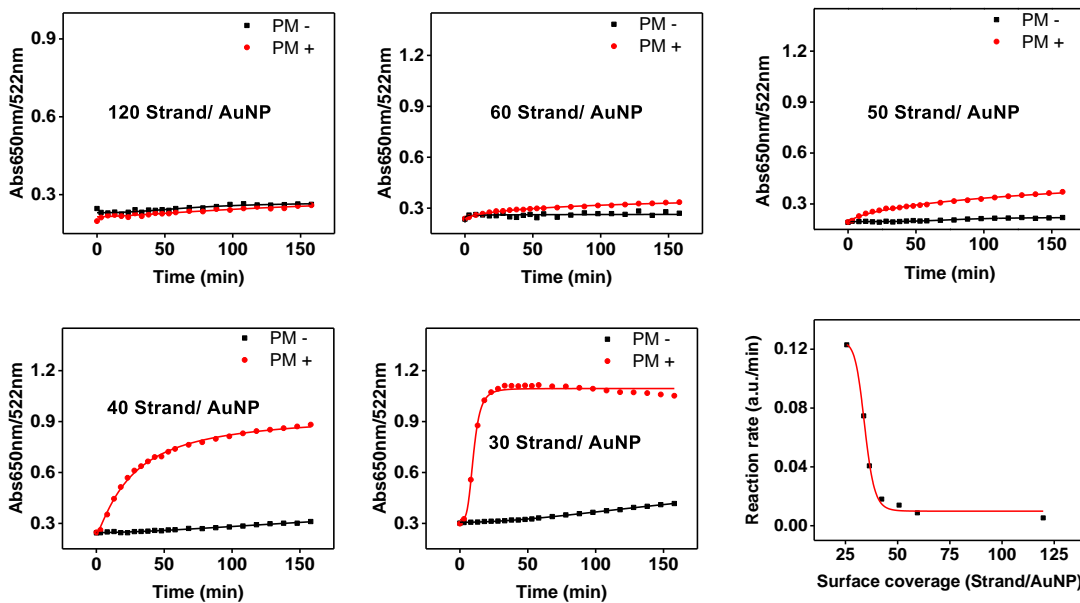 PM -
PM +
120 Strand/ AuNP
Abs650nm/522nm
0.9
0.6
0.3
0
50
100
150
Time (min)
PM -
PM +
60 Strand/ AuNP
Abs650nm/522nm
1.2
0.9
0.6
0.3
0
50
100
150
Time (min)
PM -
PM +
50 Strand/ AuNP
Abs650nm/522nm
1.2
0.9
0.6
0.3
0
50
100
150
Time (min)
PM -
PM +
40 Strand/ AuNP
Abs650nm/522nm
1.2
0.9
0.6
0.3
0
50
100
150
Time (min)
PM -
PM +
30 Strand/ AuNP
Abs650nm/522nm
1.2
0.9
0.6
0.3
0
50
100
150
Time (min)
Reaction rate (a.u./min)
0.12
0.08
0.04
0.00
25
50
75
100
125
Surface coverage (Strand/AuNP)